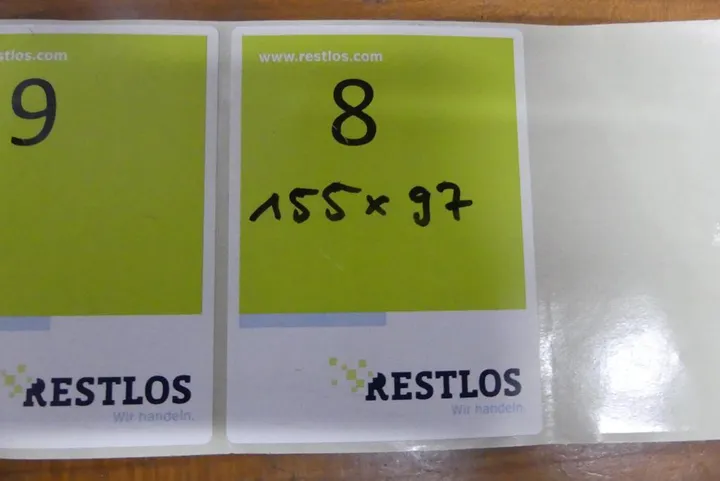 stlos.com
9
RESTLOS
Wir handeln.
www.restlos.com
8
155 x 97
RESTLOS
Wir handeln